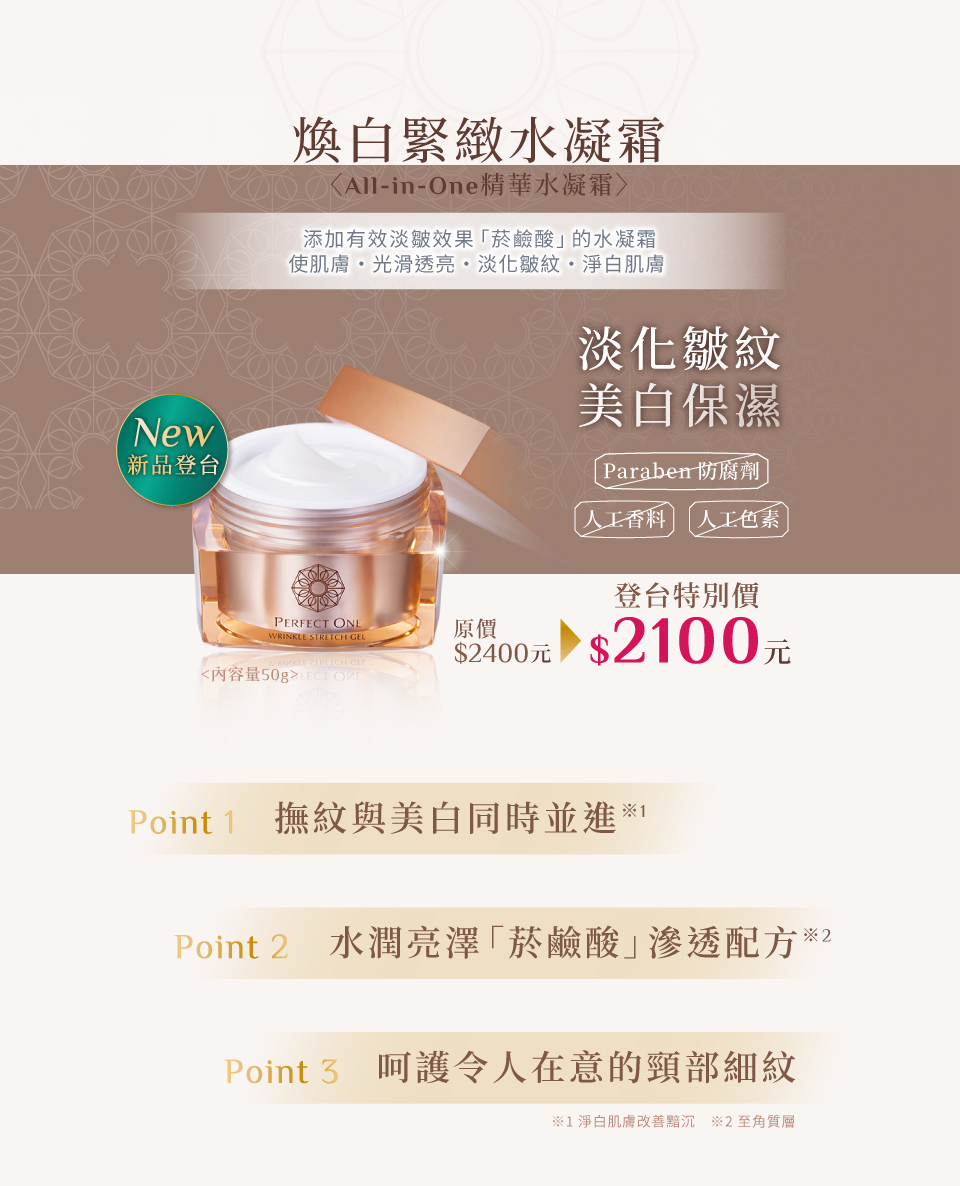 煥白緊緻水凝霜
〈All-in-One精華水凝霜〉
添加有效淡皺效果「菸鹼酸」的水凝霜
使肌膚・光滑透亮・淡化皺紋・淨白肌膚
淡化皺紋
美白保濕
New
新品登台
Paraben 防腐劑
人工香料
人工色素
PERFECT ONE
WRINKLE STRETCH GEL
<內容量50g>
登台特別價
原價
$2400元
$2100元
Point 1 撫紋與美白同時並進※1
Point 2 水潤亮澤「菸鹼酸」滲透配方※2
Point 3 呵護令人在意的頸部細紋
※1 淨白肌膚改善黯沉 ※2 至角質層